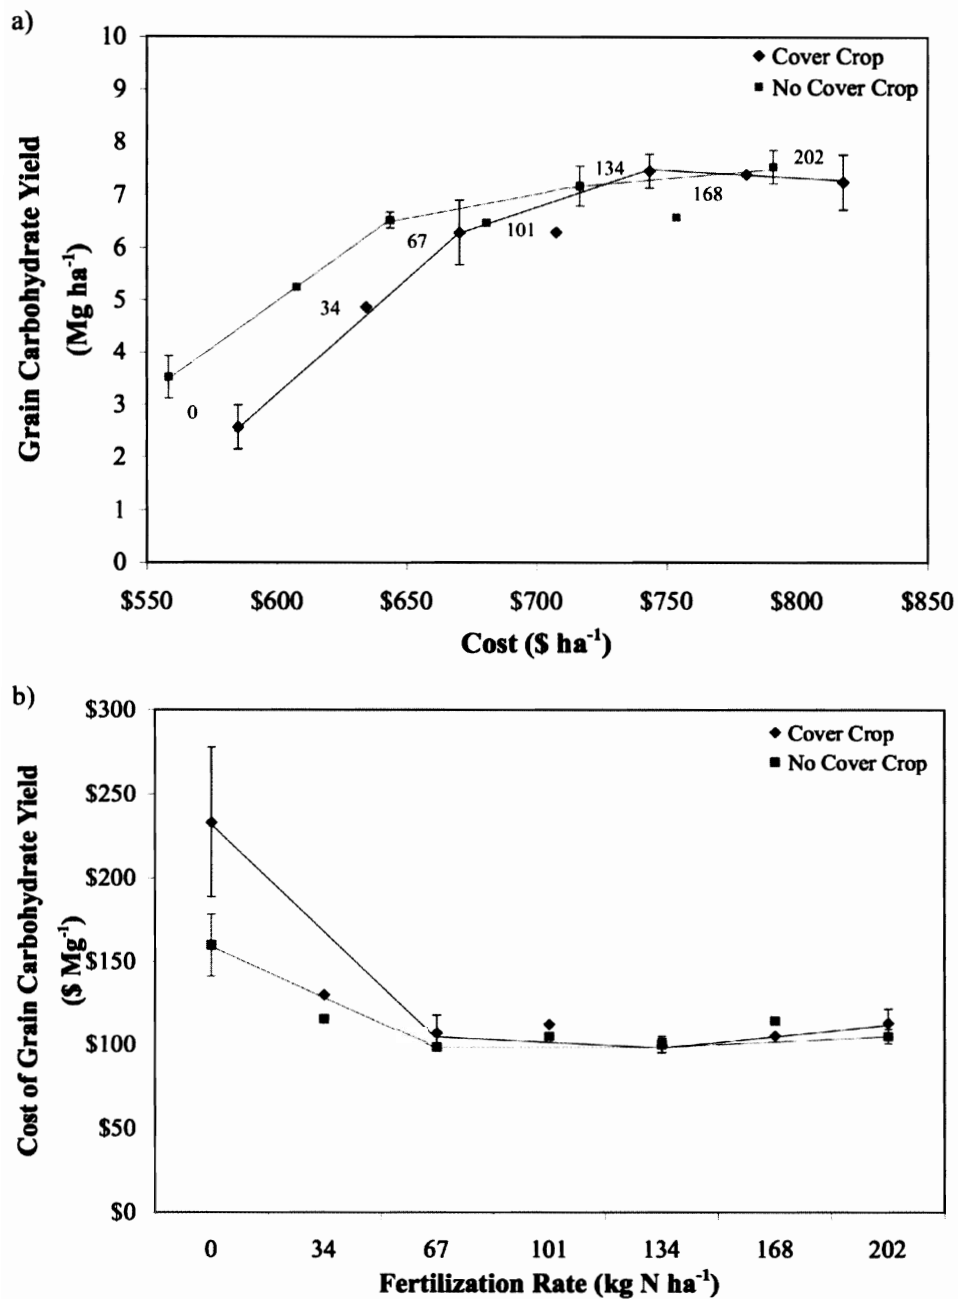 a)
10
9
8
7
6
5
4
3
2
1
0
Grain Carbohydrate Yield
(Mg ha⁻¹)
Cover Crop
No Cover Crop
0
34
67
101
134
168
202
$550 $600 $650 $700 $750 $800 $850
Cost ($ ha⁻¹)
b)
$300
$250
$200
$150
$100
$50
$0
Cost of Grain Carbohydrate Yield
($ Mg⁻¹)
Cover Crop
No Cover Crop
0 34 67 101 134 168 202
Fertilization Rate (kg N ha⁻¹)